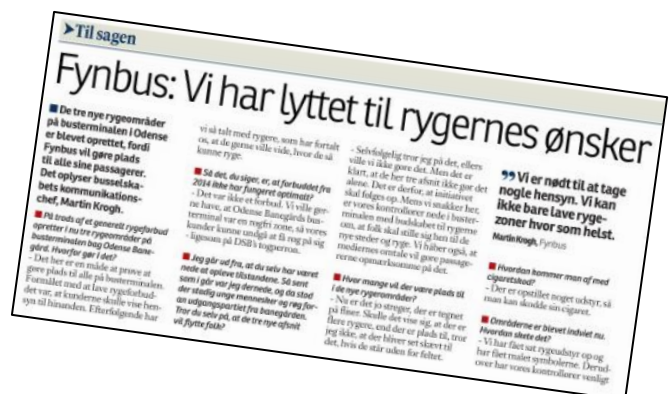 ➤Til sagen
Fynbus: Vi har lyttet til rygernes ønsker
■ De tre nye rygeområder
på busterminalen i Odense
er blevet oprettet, fordi
Fynbus vil gøre plads
til alle sine passagerer.
Det oplyser busselska-
bets kommunikations-
chef, Martin Krogh.
■ På trods af et generelt rygeforbud
opretter I nu tre rygeområder på
busterminalen bag Odense Bane-
gård. Hvorfor gør I det?
- Det her er en måde at prøve at
gøre plads til alle på busterminalen.
Formålet med at lave rygeforbud-
det var, at kunderne skulle vise hen-
syn til hinanden. Efterfølgende har
vi så talt med rygere, som har fortalt
os, at de gerne ville vide, hvor de så
kunne ryge.
■ Så det, du siger, er, at forbuddet fra
2014 ikke har fungeret optimalt?
- Det var ikke et forbud. Vi ville ger-
ne have, at Odense Banegårds bus-
terminal var en røgfri zone, så vores
kunder kunne undgå at få røg på sig
- ligesom på DSB's togperron.
■ Jeg går ud fra, at du selv har været
nede at opleve tilstandene. Så sent
som i går var jeg dernede, og da stod
der stadig unge mennesker og røg for-
an udgangspartiet fra banegården.
Tror du selv på, at de tre nye afsnit
vil flytte folk?
- Selvfølgelig tror jeg på det, ellers
ville vi ikke gøre det. Men det er
klart, at de her tre afsnit ikke gør det
alene. Det er derfor, at initiativet
skal følges op. Mens vi snakker her,
er vores kontrollører nede i buster-
minalen med budskabet til rygerne
om, at folk skal stille sig hen til de
nye steder og ryge. Vi håber også, at
mediernes omtale vil gøre passage-
rerne opmærksomme på det.
■ Hvor mange vil der være plads til
i de nye rygeområder?
- Nu er det jo streger, der er tegnet
på fliser. Skulle det vise sig, at der er
flere rygere, end der er plads til, tror
jeg ikke, at der bliver set skævt til
det, hvis de står uden for feltet.
” Vi er nødt til at tage
nogle hensyn. Vi kan
ikke bare lave ryge-
zoner hvor som helst.
Martin Krogh, Fynbus
■ Hvordan kommer man af med
cigaretskod?
- Der er opstillet noget udstyr, så
man kan skodde sin cigaret.
■ Områderne er blevet indviet nu.
Hvordan skete det?
- Vi har fået sat rygeudstyr op og
har fået malet symbolerne. Derud-
over har vores kontrollører venligt